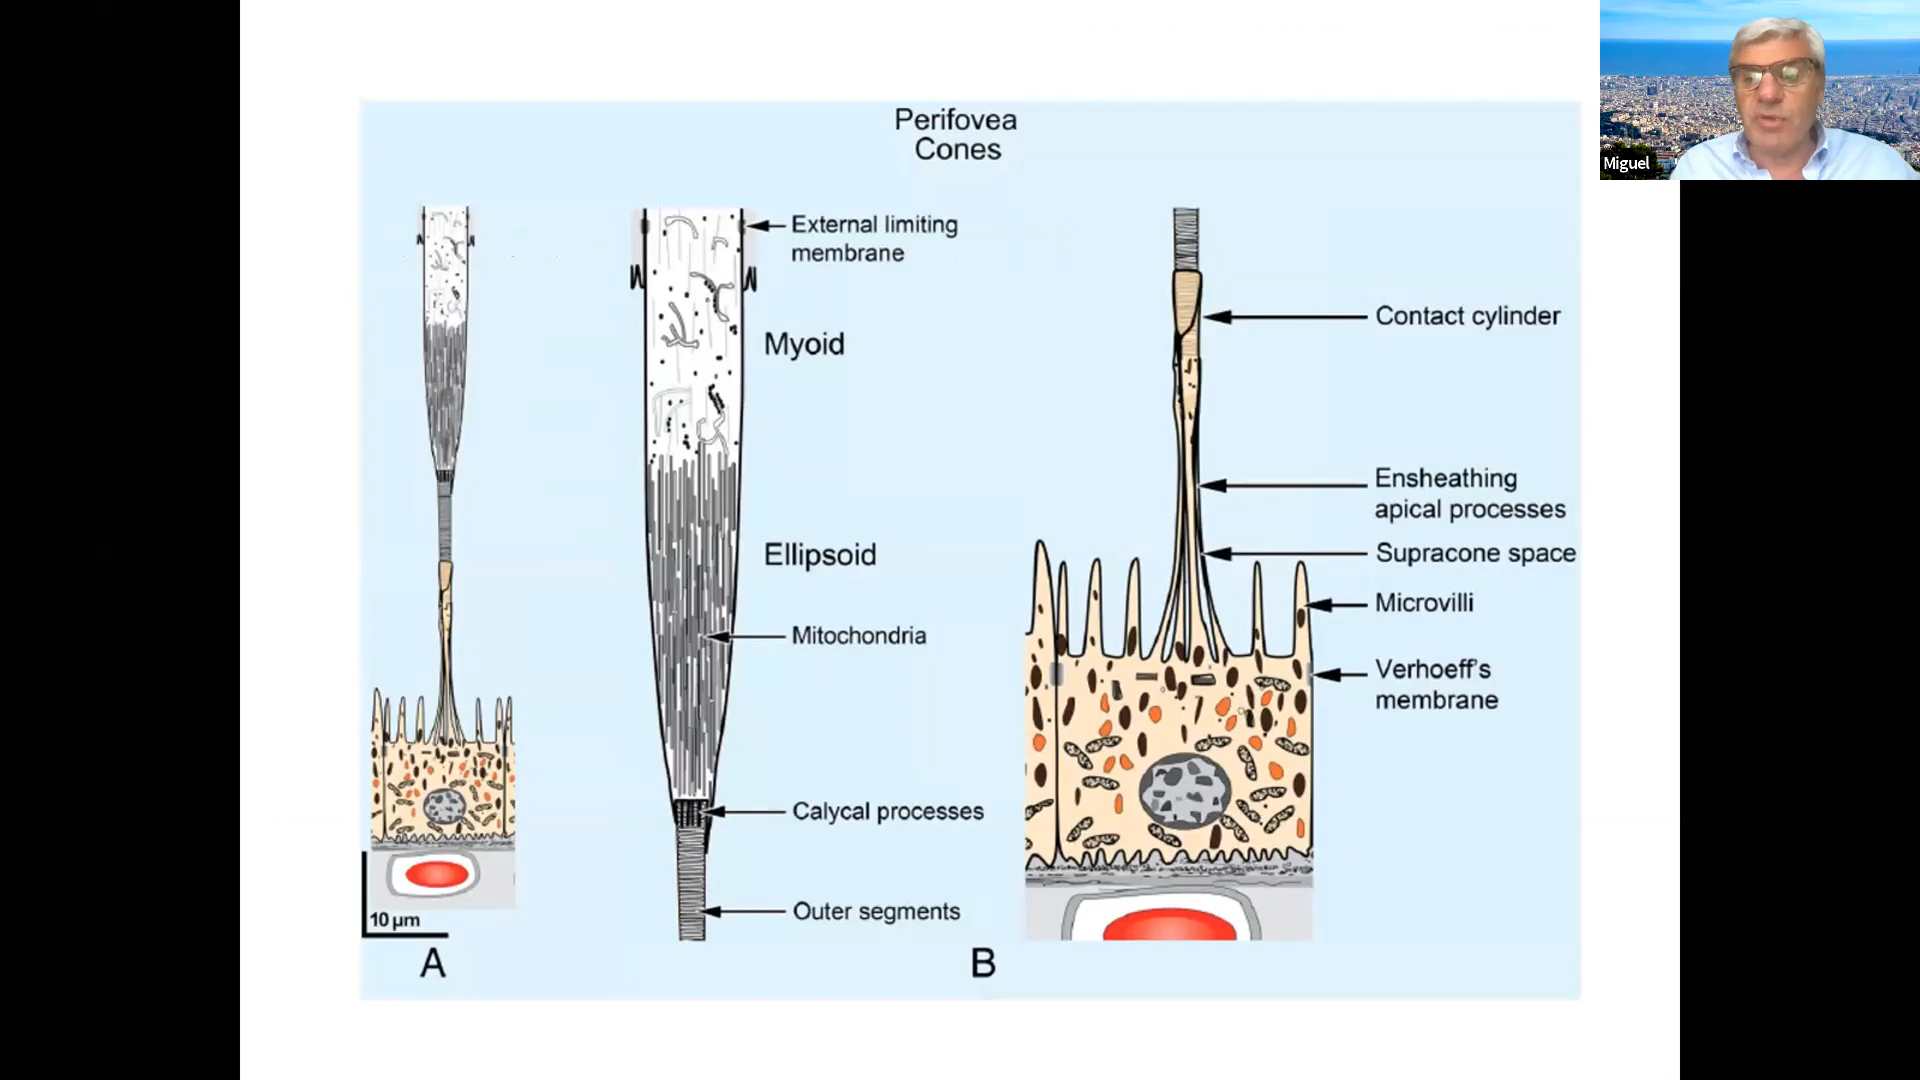 Perifovea
Cones
Miguel
External limiting
membrane
Myoid
Ellipsoid
Mitochondria
Calycal processes
Outer segments
Contact cylinder
Ensheathing
apical processes
Supracone space
Microvilli
Verhoeff's
membrane
10 µm
A
B